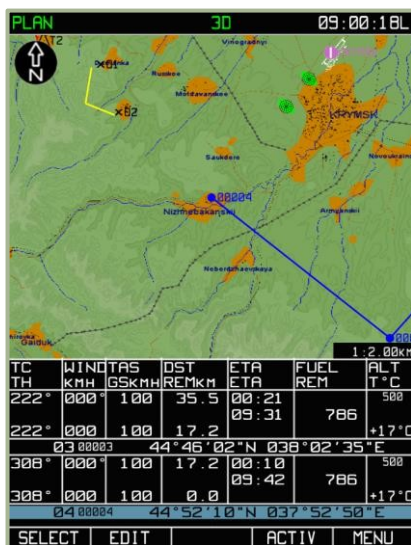 PLAN 3D 09:00:18L
T2
Vinogradnyi
×01
Russkoe
Moldavanskoe
KRYMSK
×02
Saukdere
00004
Nizhnebakanskii
Neberdzhaevskaya
Gaiduk
1:2.00KM
TC WIND TAS DST ETA FUEL ALT
TH KMH GSKMH REMKM ETA REM T°C
222° 000° 100 35.5 00:21 500
09:31 786
222° 000 100 17.2 +17°C
03 00003 44°46'02"N 038°02'35"E
308° 000° 100 17.2 00:10 500
09:42 786
308° 000 100 0.0 +17°C
04 00004 44°52'10"N 037°52'50"E
SELECT EDIT ACTIV MENU